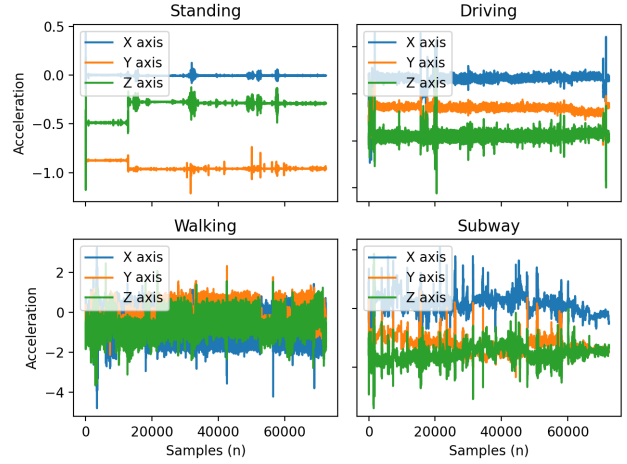 Standing
Driving
0.5
0.0
−0.5
−1.0
Acceleration
X axis
Y axis
Z axis
X axis
Y axis
Z axis
Walking
Subway
2
0
−2
−4
Acceleration
X axis
Y axis
Z axis
X axis
Y axis
Z axis
0 20000 40000 60000
0 20000 40000 60000
Samples (n)
Samples (n)